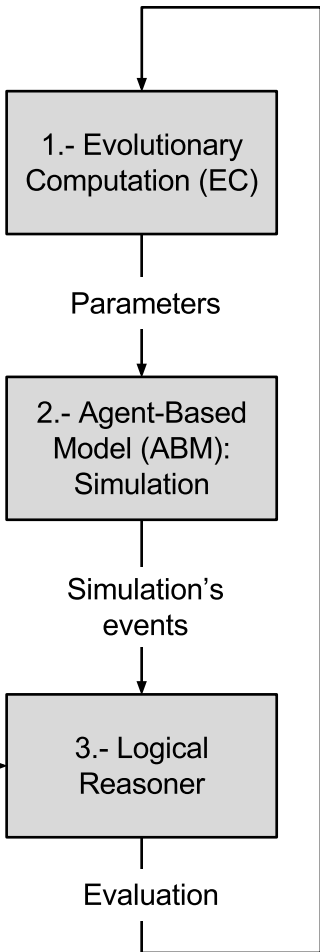 1.- Evolutionary
Computation (EC)
Parameters
2.- Agent-Based
Model (ABM):
Simulation
Simulation's
events
3.- Logical
Reasoner
Evaluation